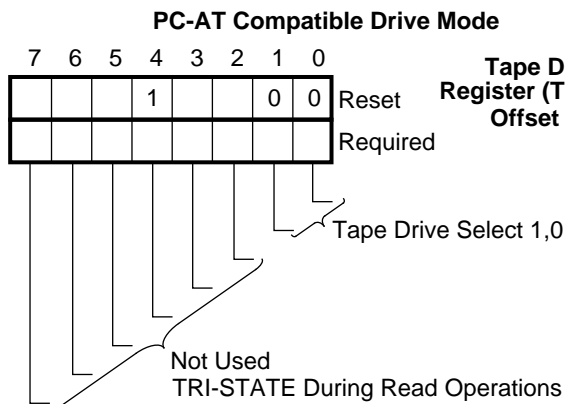 PC-AT Compatible Drive Mode
7 6 5 4 3 2 1 0
Tape D
1 0 0 Reset
Register (T
Offset
Required
Tape Drive Select 1,0
Not Used
TRI-STATE During Read Operations